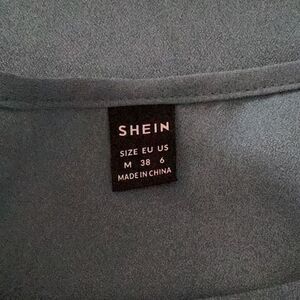 SHEIN
SIZE EU US
M 38 6
MADE IN CHINA